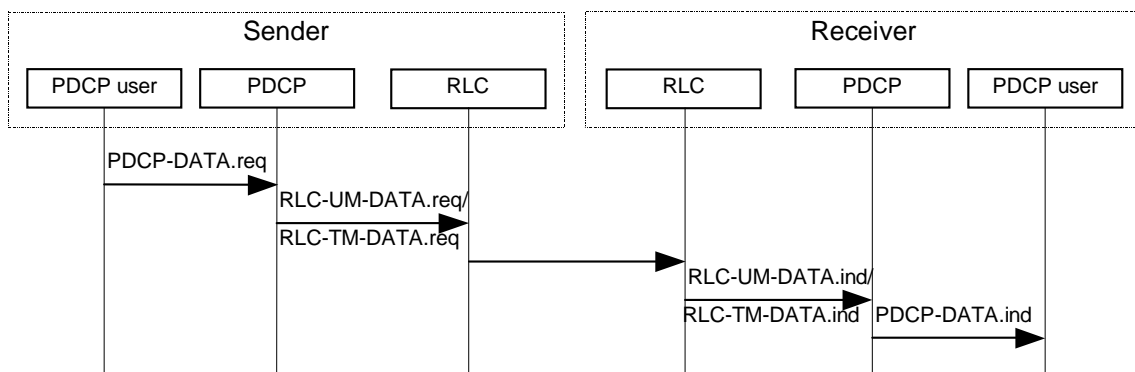 Sender
Receiver
PDCP user
PDCP
RLC
RLC
PDCP
PDCP user
PDCP-DATA.req
RLC-UM-DATA.req/
RLC-TM-DATA.req
RLC-UM-DATA.ind/
RLC-TM-DATA.ind
PDCP-DATA.ind